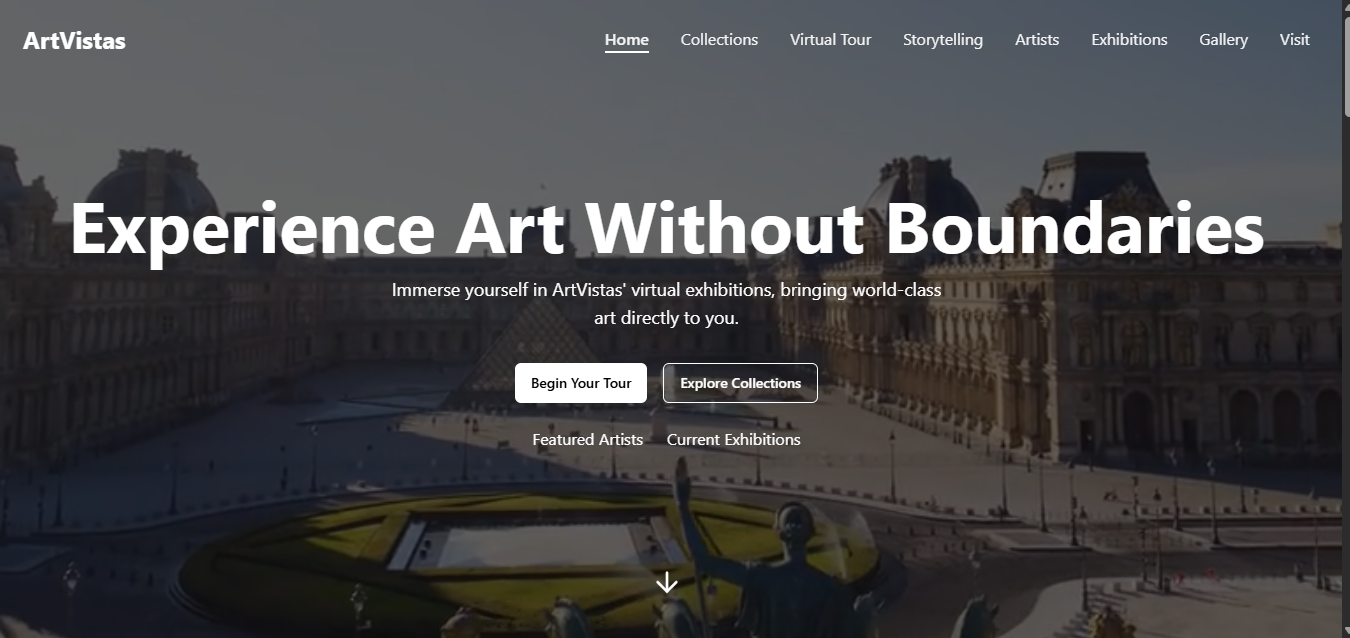 ArtVistas
Home Collections Virtual Tour Storytelling Artists Exhibitions Gallery Visit
Experience Art Without Boundaries
Immerse yourself in ArtVistas' virtual exhibitions, bringing world-class
art directly to you.
Begin Your Tour Explore Collections
Featured Artists Current Exhibitions